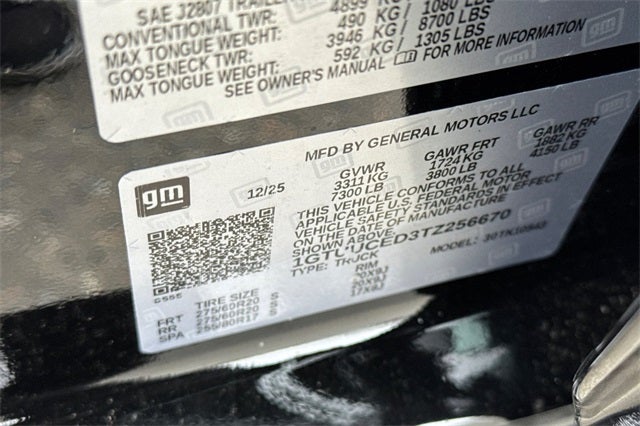 SAE J2807 TRAILER
CONVENTIONAL TWR: 4899 KG / 10800 LBS
MAX TONGUE WEIGHT: 490 KG / 1080 LBS
GOOSENECK TWR: 3946 KG / 8700 LBS
MAX TONGUE WEIGHT: 592 KG / 1305 LBS
SEE OWNER'S MANUAL gm FOR MORE INFORMATION
MFD BY GENERAL MOTORS LLC
gm 12/25
GVWR GAWR FRT GAWR RR
3311 KG 1724 KG 1882 KG
7300 LB 3800 LB 4150 LB
THIS VEHICLE CONFORMS TO ALL
APPLICABLE U.S. FEDERAL MOTOR
VEHICLE SAFETY STANDARDS IN EFFECT
ON THE DATE OF MANUFACTURE
SHOWN ABOVE.
1GTUUCED3TZ256670
TYPE: TRUCK MODEL:
TIRE SIZE RIM
FRT 275/60R20 S 20X9J
RR 275/60R20 S 20X9J
SPA 255/80R17 S 17X8J